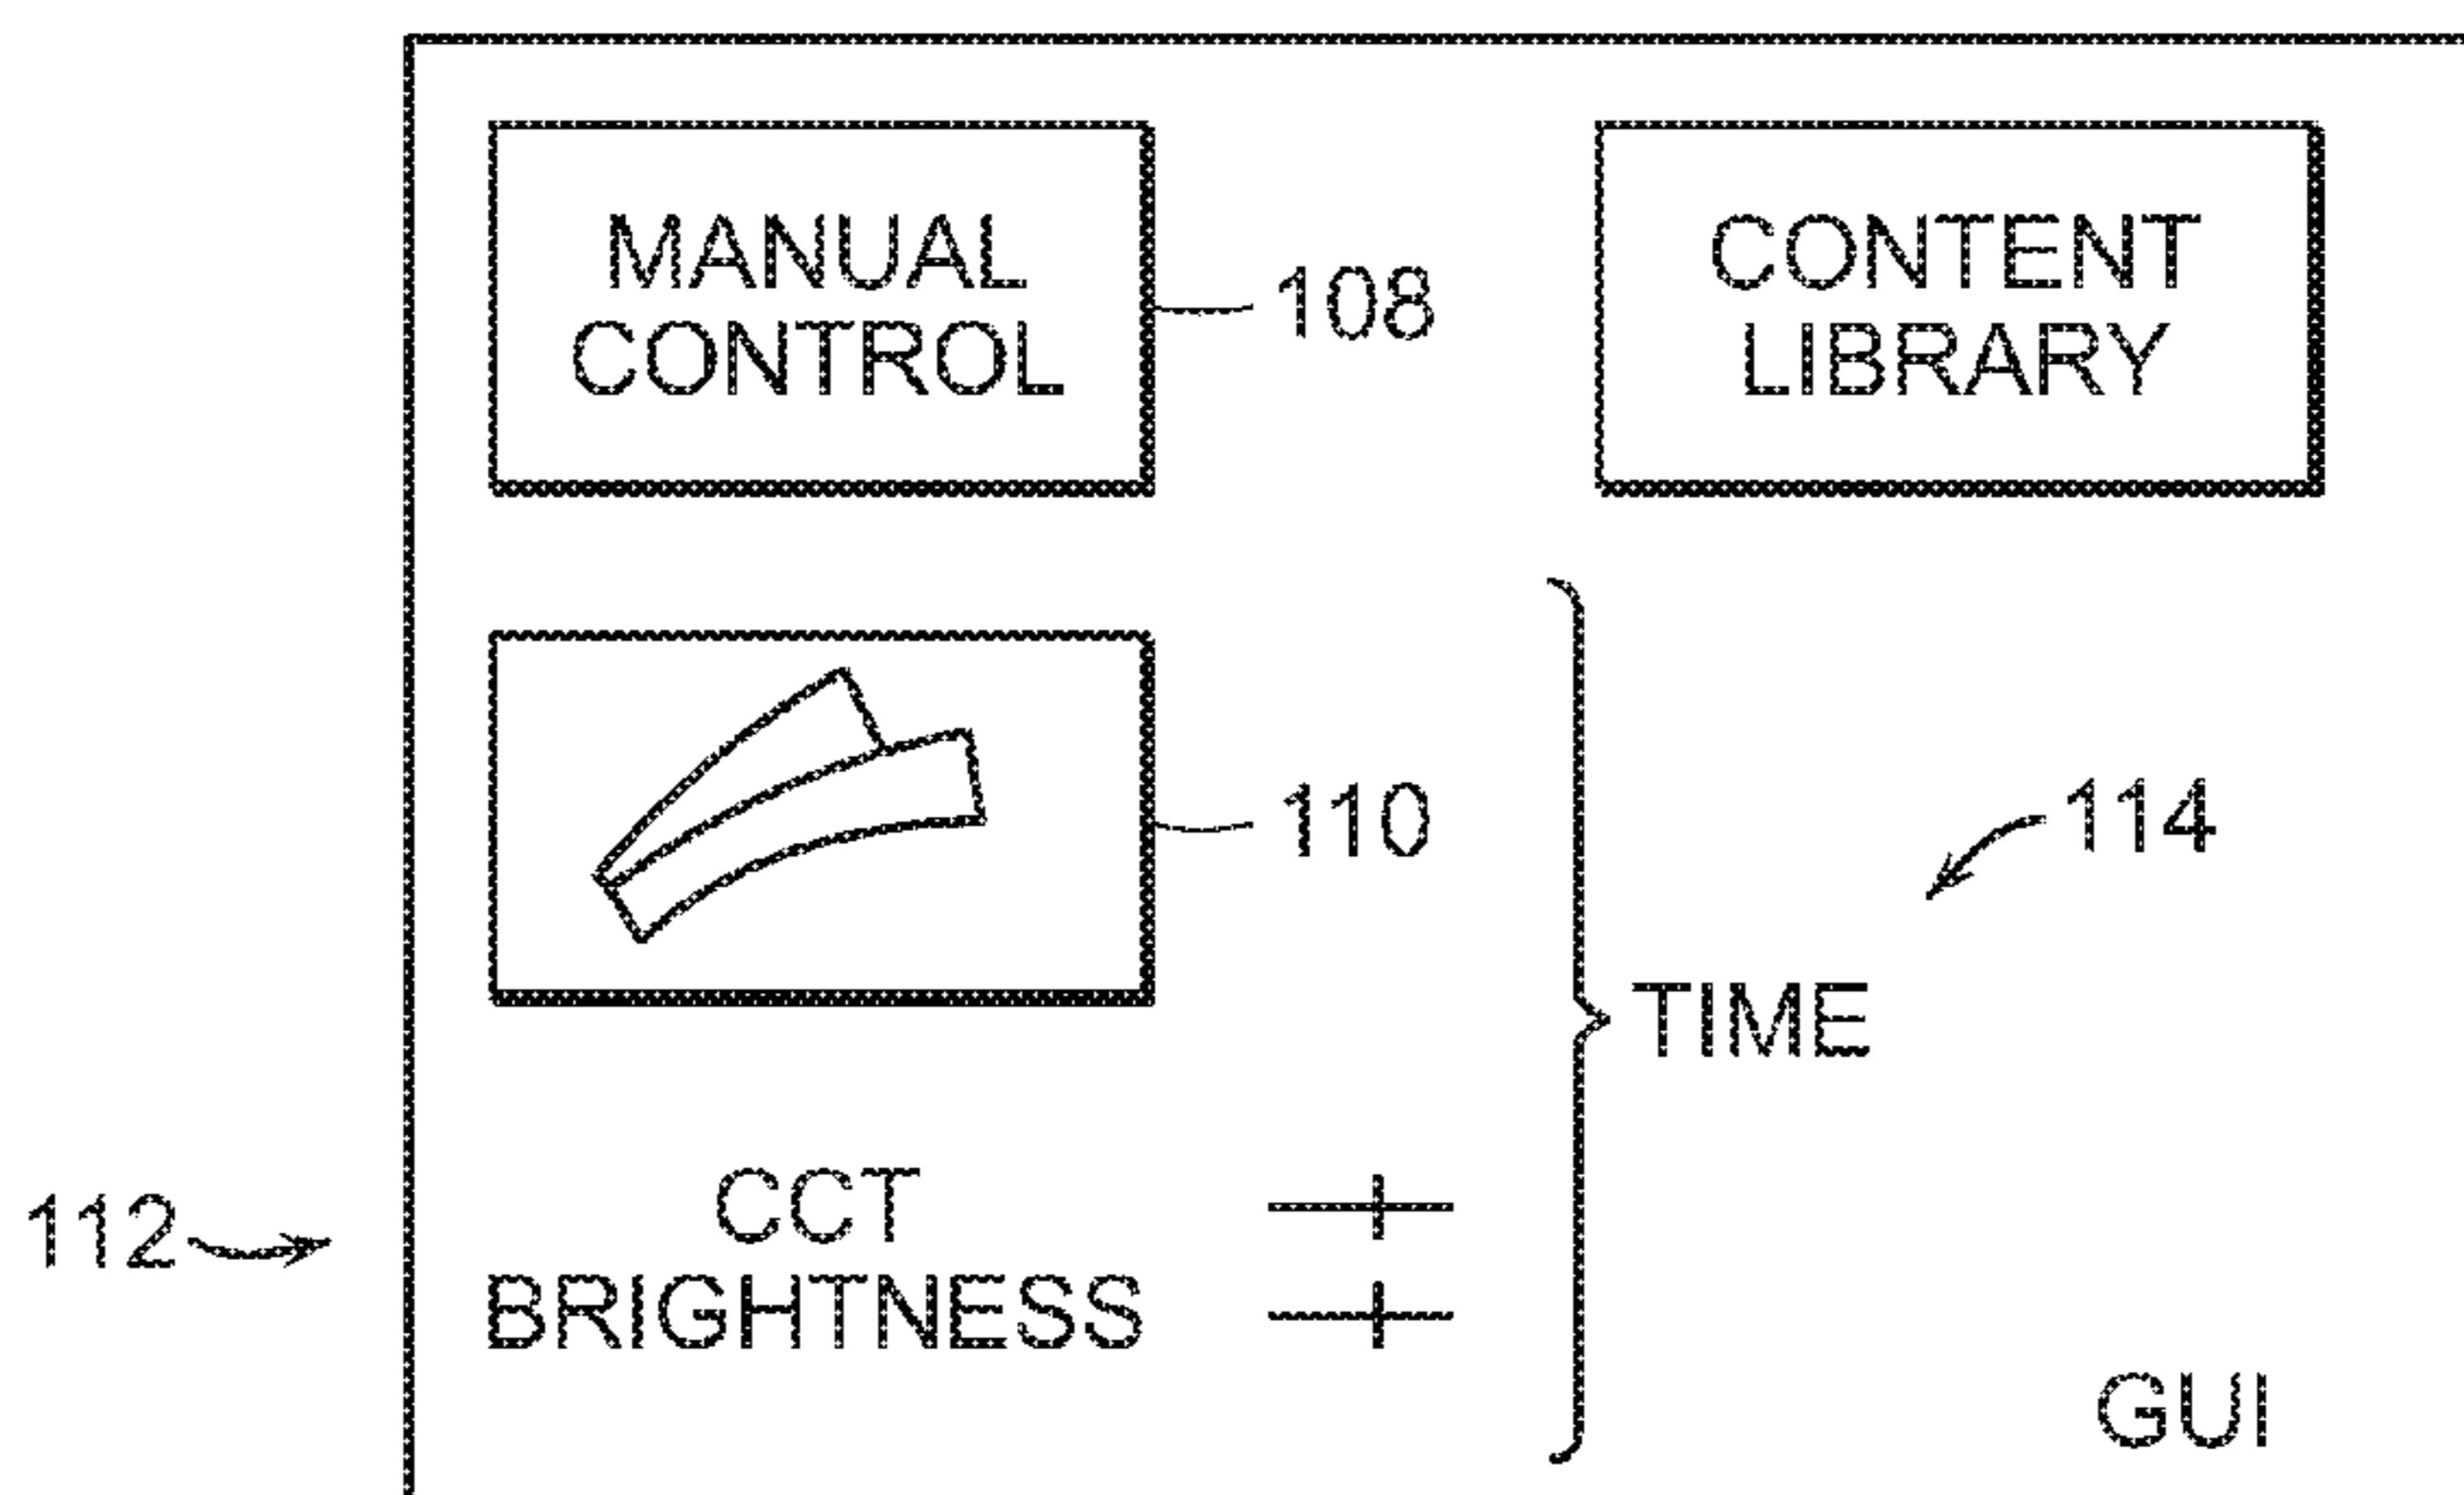 MANUAL
CONTROL
108
CONTENT
LIBRARY
110
114
TIME
112
CCT
BRIGHTNESS
GUI